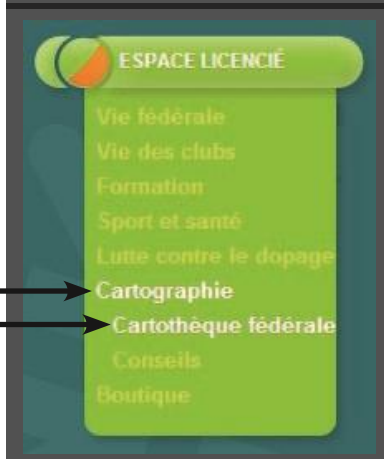 ESPACE LICENCIÉ
Vie fédérale
Vie des clubs
Formation
Sport et santé
Lutte contre le dopage
Cartographie
Cartothèque fédérale
Conseils
Boutique